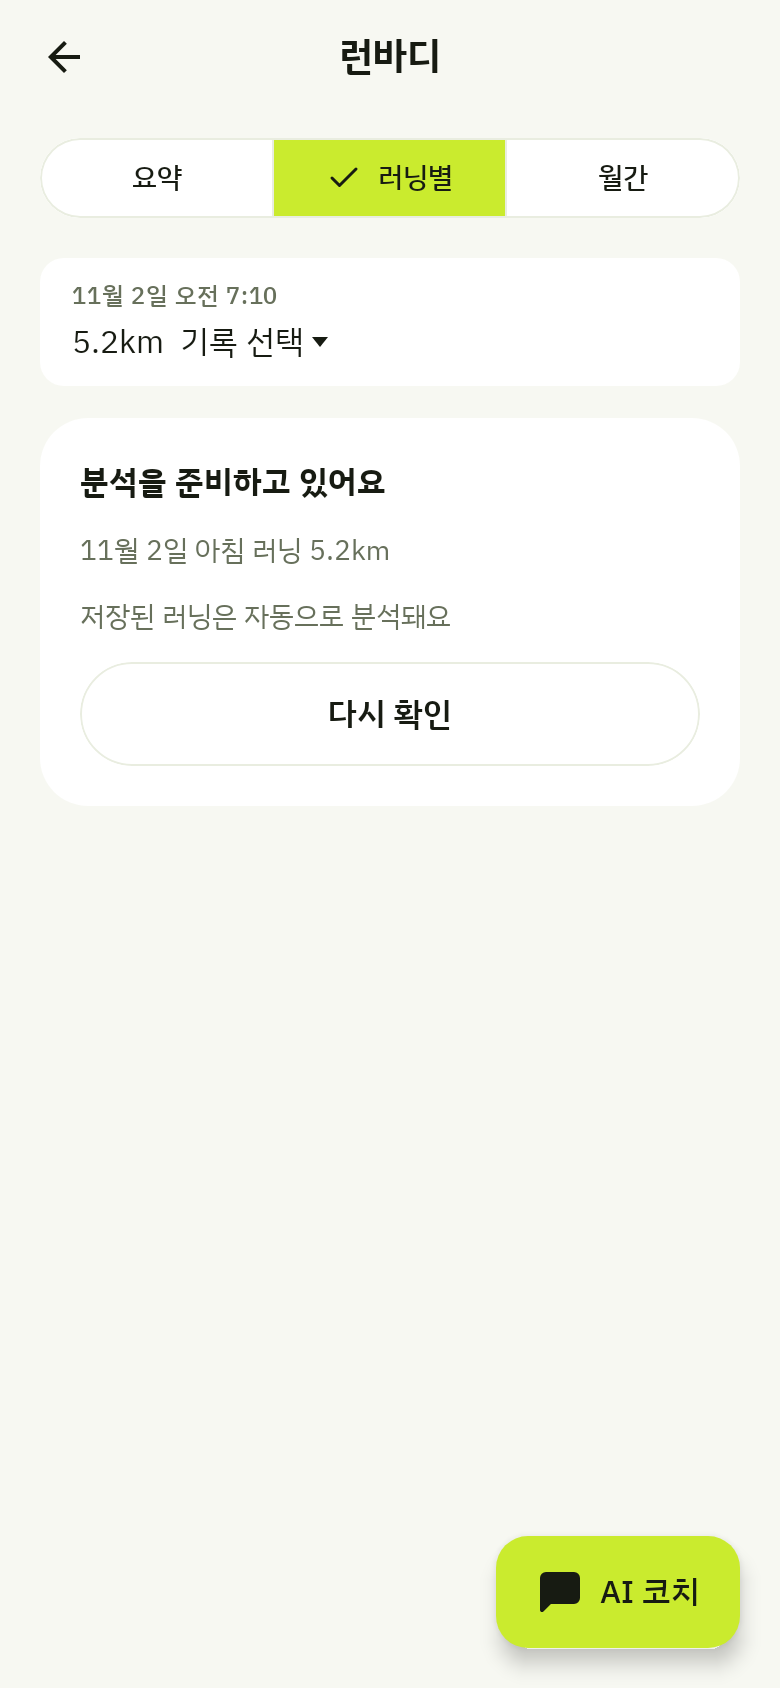 런바디
요약
러닝별
월간
11월 2일 오전 7:10
5.2km 기록 선택
분석을 준비하고 있어요
11월 2일 아침 러닝 5.2km
저장된 러닝은 자동으로 분석돼요
다시 확인
AI 코치